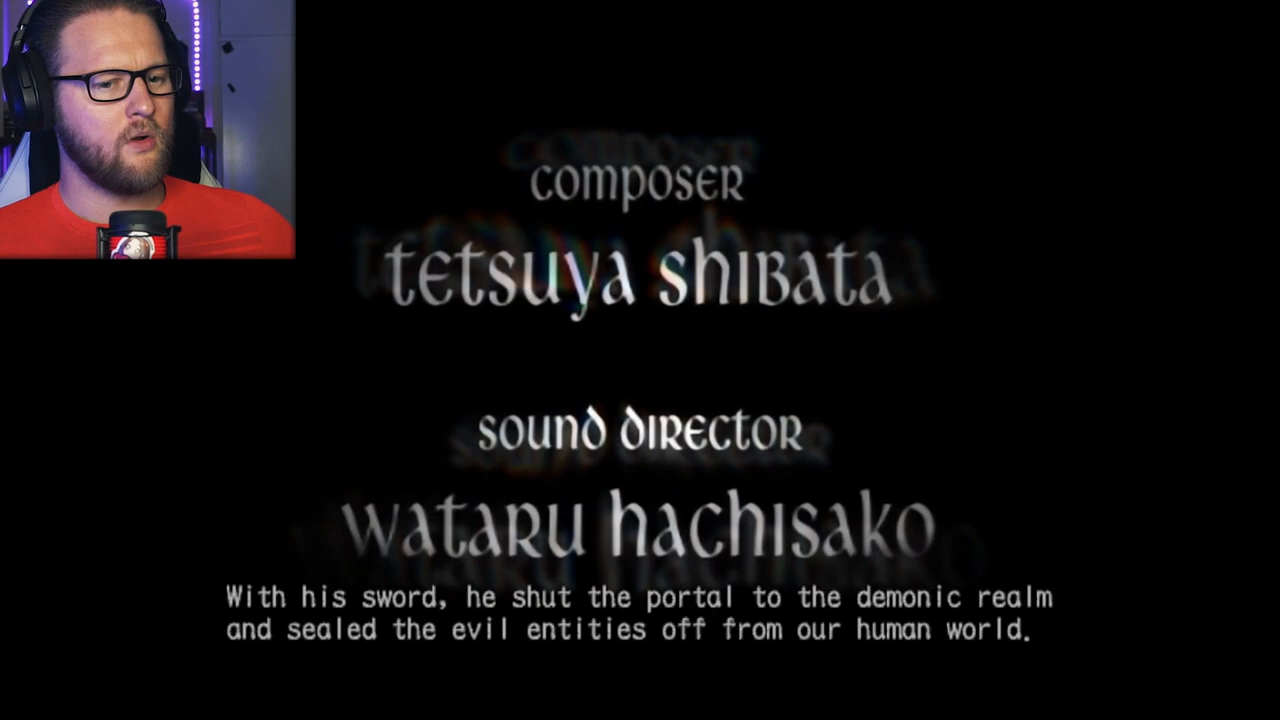 composer
tetsuya shibata
sound director
wataru hachisako
With his sword, he shut the portal to the demonic realm
and sealed the evil entities off from our human world.